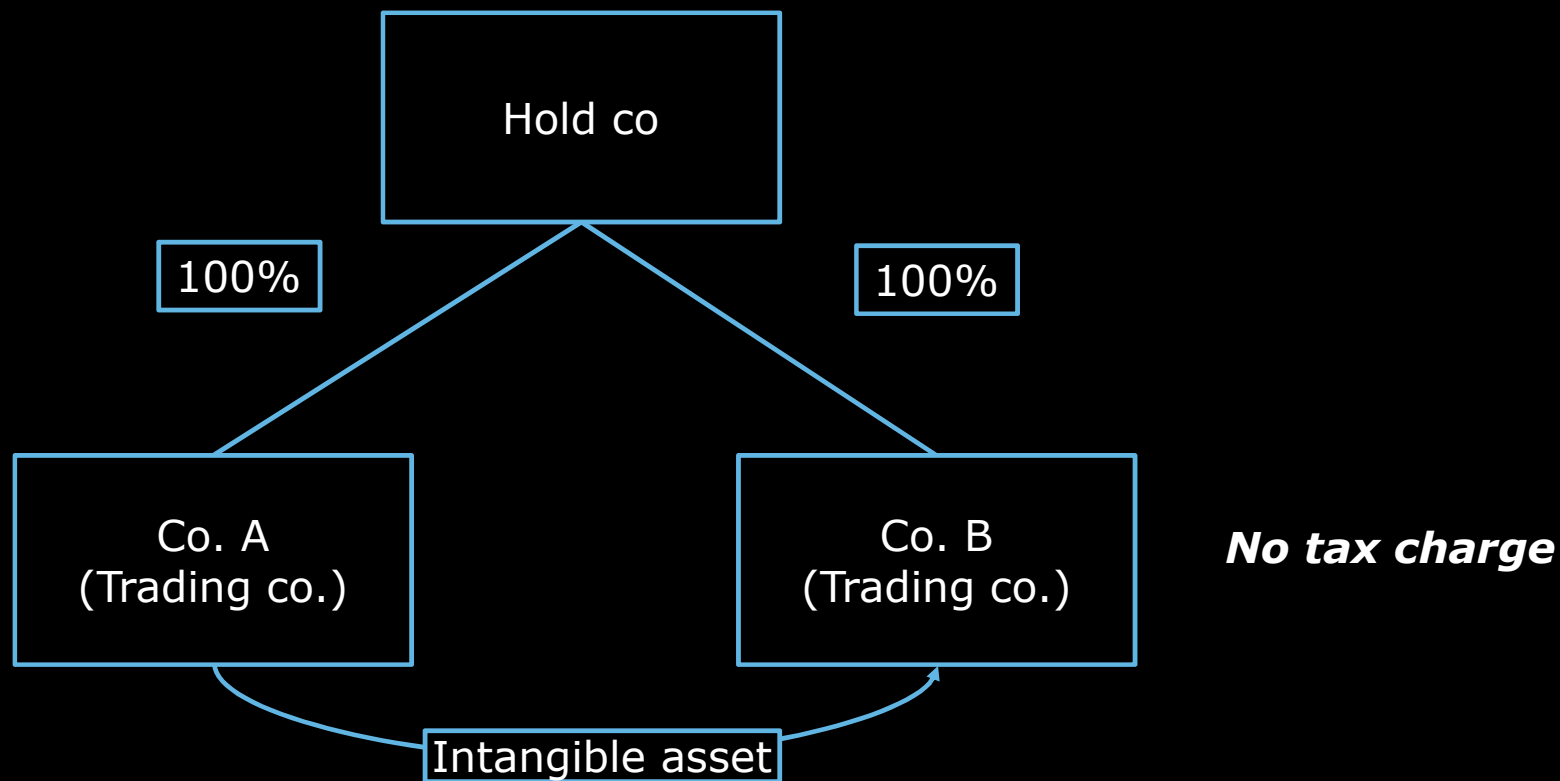 Hold co
100%
100%
Co. A
(Trading co.)
Co. B
(Trading co.)
No tax charge
Intangible asset